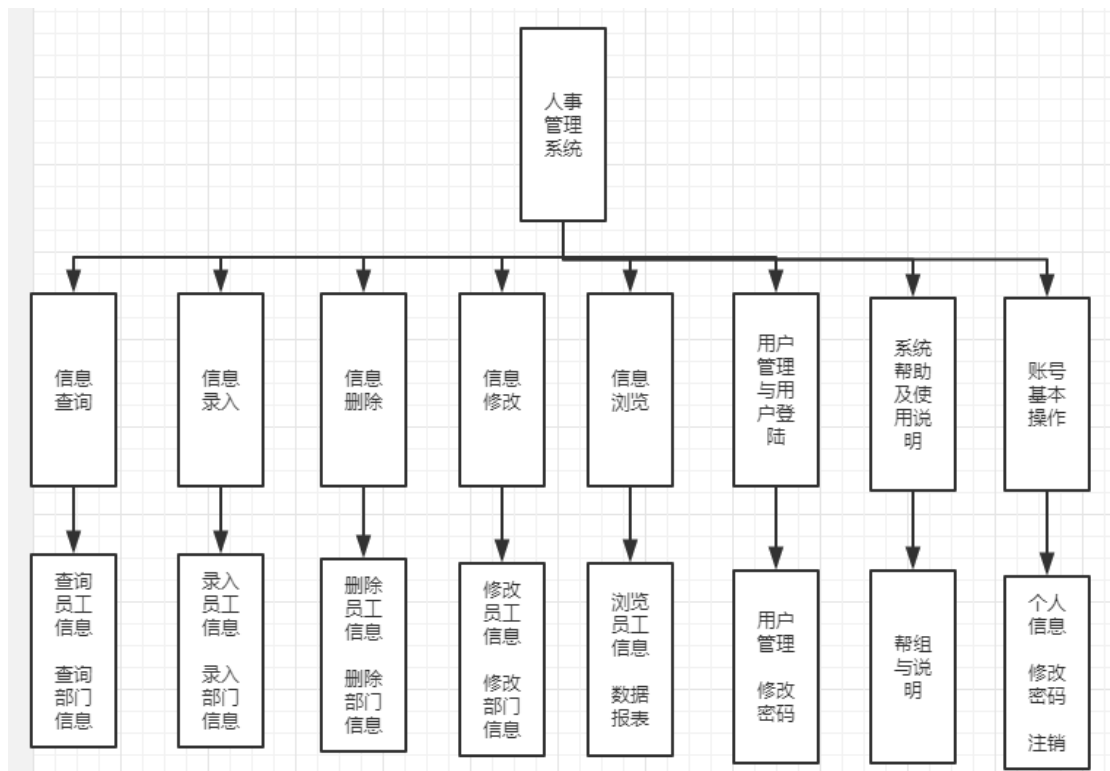 人事
管理
系统
信息
查询
信息
录入
信息
删除
信息
修改
信息
浏览
用户
管理
与用
户登
陆
系统
帮助
及使
用说
明
账号
基本
操作
查询
员工
信息
查询
部门
信息
录入
员工
信息
录入
部门
信息
删除
员工
信息
删除
部门
信息
修改
员工
信息
修改
部门
信息
浏览
员工
信息
数据
报表
用户
管理
修改
密码
帮组
与说
明
个人
信息
修改
密码
注销